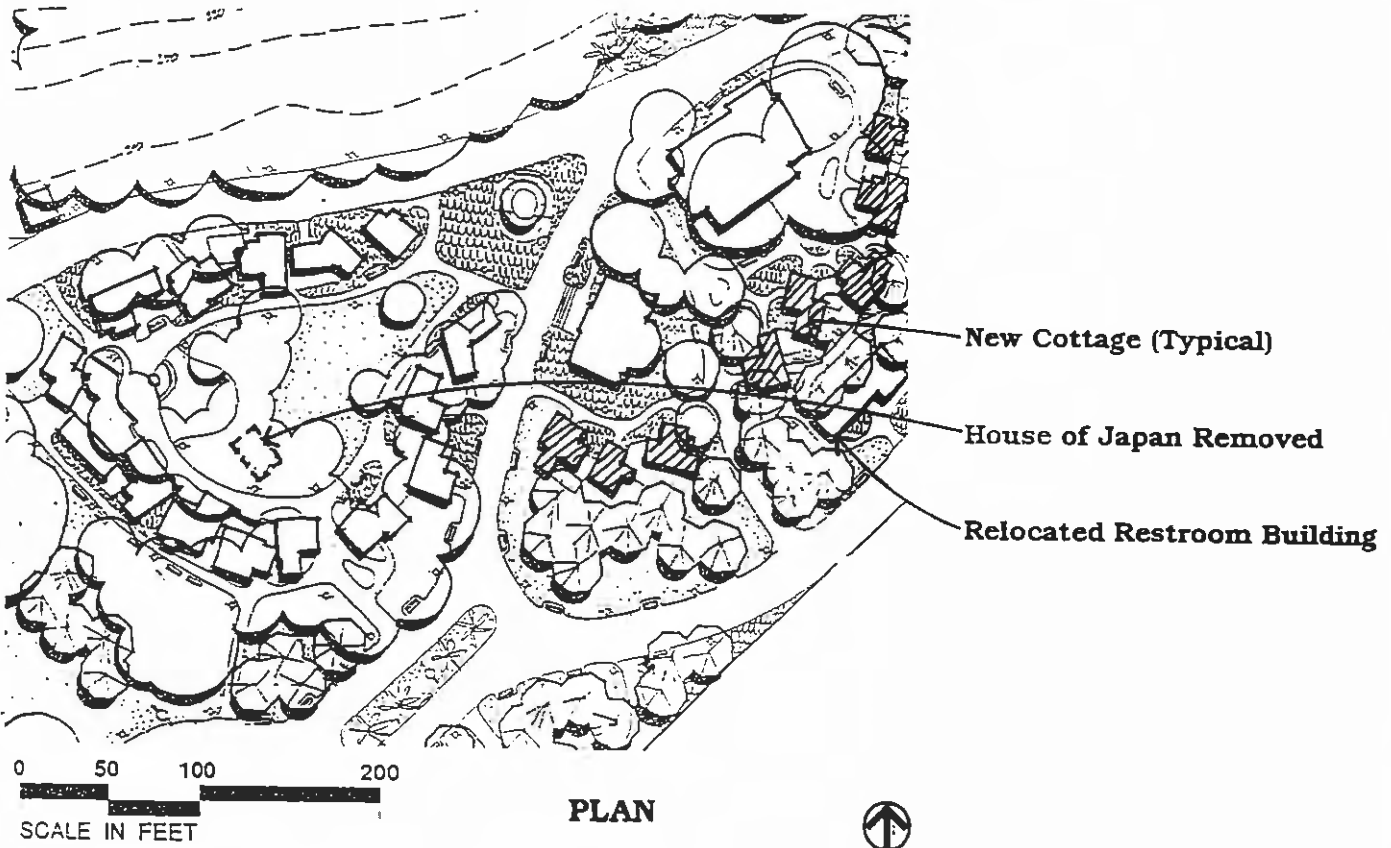 New Cottage (Typical)
House of Japan Removed
Relocated Restroom Building
0 50 100 200
SCALE IN FEET
PLAN